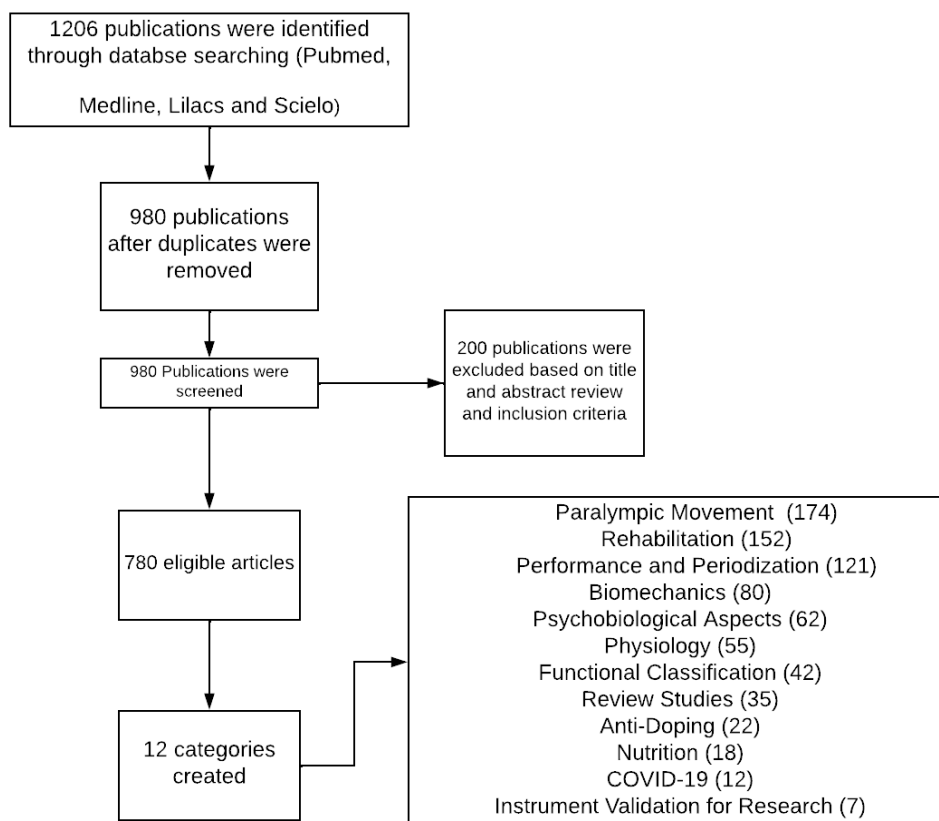 1206 publications were identified
through databse searching (Pubmed,
Medline, Lilacs and Scielo)
980 publications
after duplicates were
removed
980 Publications were
screened
200 publications were
excluded based on title
and abstract review
and inclusion criteria
780 eligible articles
12 categories
created
Paralympic Movement (174)
Rehabilitation (152)
Performance and Periodization (121)
Biomechanics (80)
Psychobiological Aspects (62)
Physiology (55)
Functional Classification (42)
Review Studies (35)
Anti-Doping (22)
Nutrition (18)
COVID-19 (12)
Instrument Validation for Research (7)